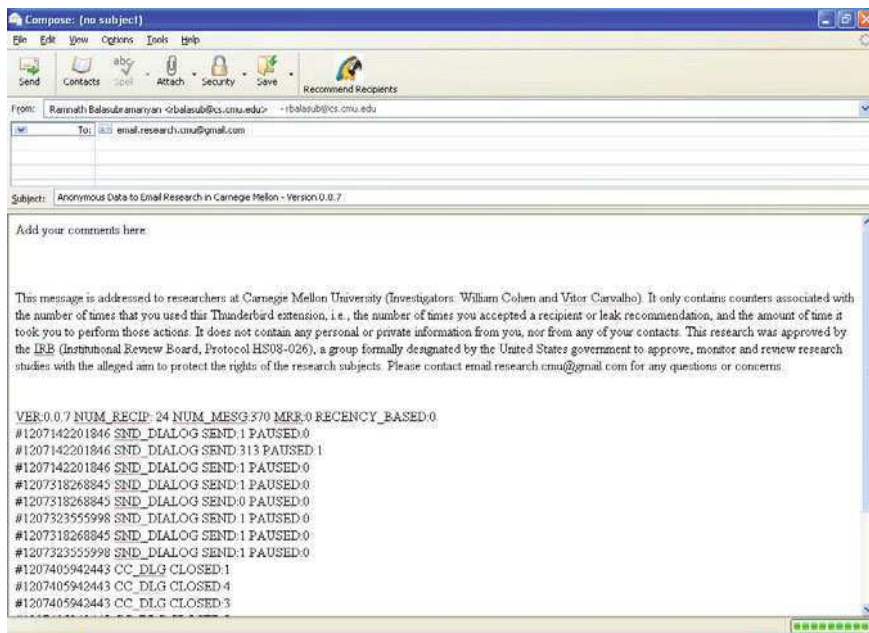 Compose: (no subject)
File Edit View Options Tools Help
Send Contacts Spell Attach Security Save Recommend Recipients
From: Ramnath Balasubramanyan <rbalasub@cs.cmu.edu> - rbalasub@cs.cmu.edu
To: email.research.cmu@gmail.com
Subject: Anonymous Data to Email Research in Carnegie Mellon - Version 0.0.7
Add your comments here:
This message is addressed to researchers at Carnegie Mellon University (Investigators: William Cohen and Vitor Carvalho). It only contains counters associated with
the number of times that you used this Thunderbird extension, i.e., the number of times you accepted a recipient or leak recommendation, and the amount of time it
took you to perform those actions. It does not contain any personal or private information from you, nor from any of your contacts. This research was approved by
the IRB (Institutional Review Board, Protocol HS08-026), a group formally designated by the United States government to approve, monitor and review research
studies with the alleged aim to protect the rights of the research subjects. Please contact email.research.cmu@gmail.com for any questions or concerns.
VER:0.0.7 NUM_RECIP: 24 NUM_MESG:370 MRR:0 RECENCY_BASED:0
#1207142201846 SND_DIALOG SEND:1 PAUSED:0
#1207142201846 SND_DIALOG SEND:313 PAUSED:1
#1207142201846 SND_DIALOG SEND:1 PAUSED:0
#1207318268845 SND_DIALOG SEND:1 PAUSED:0
#1207318268845 SND_DIALOG SEND:0 PAUSED:0
#1207323555998 SND_DIALOG SEND:1 PAUSED:0
#1207318268845 SND_DIALOG SEND:1 PAUSED:0
#1207323555998 SND_DIALOG SEND:1 PAUSED:0
#1207405942443 CC_DLG CLOSED:1
#1207405942443 CC_DLG CLOSED:4
#1207405942443 CC_DLG CLOSED:3